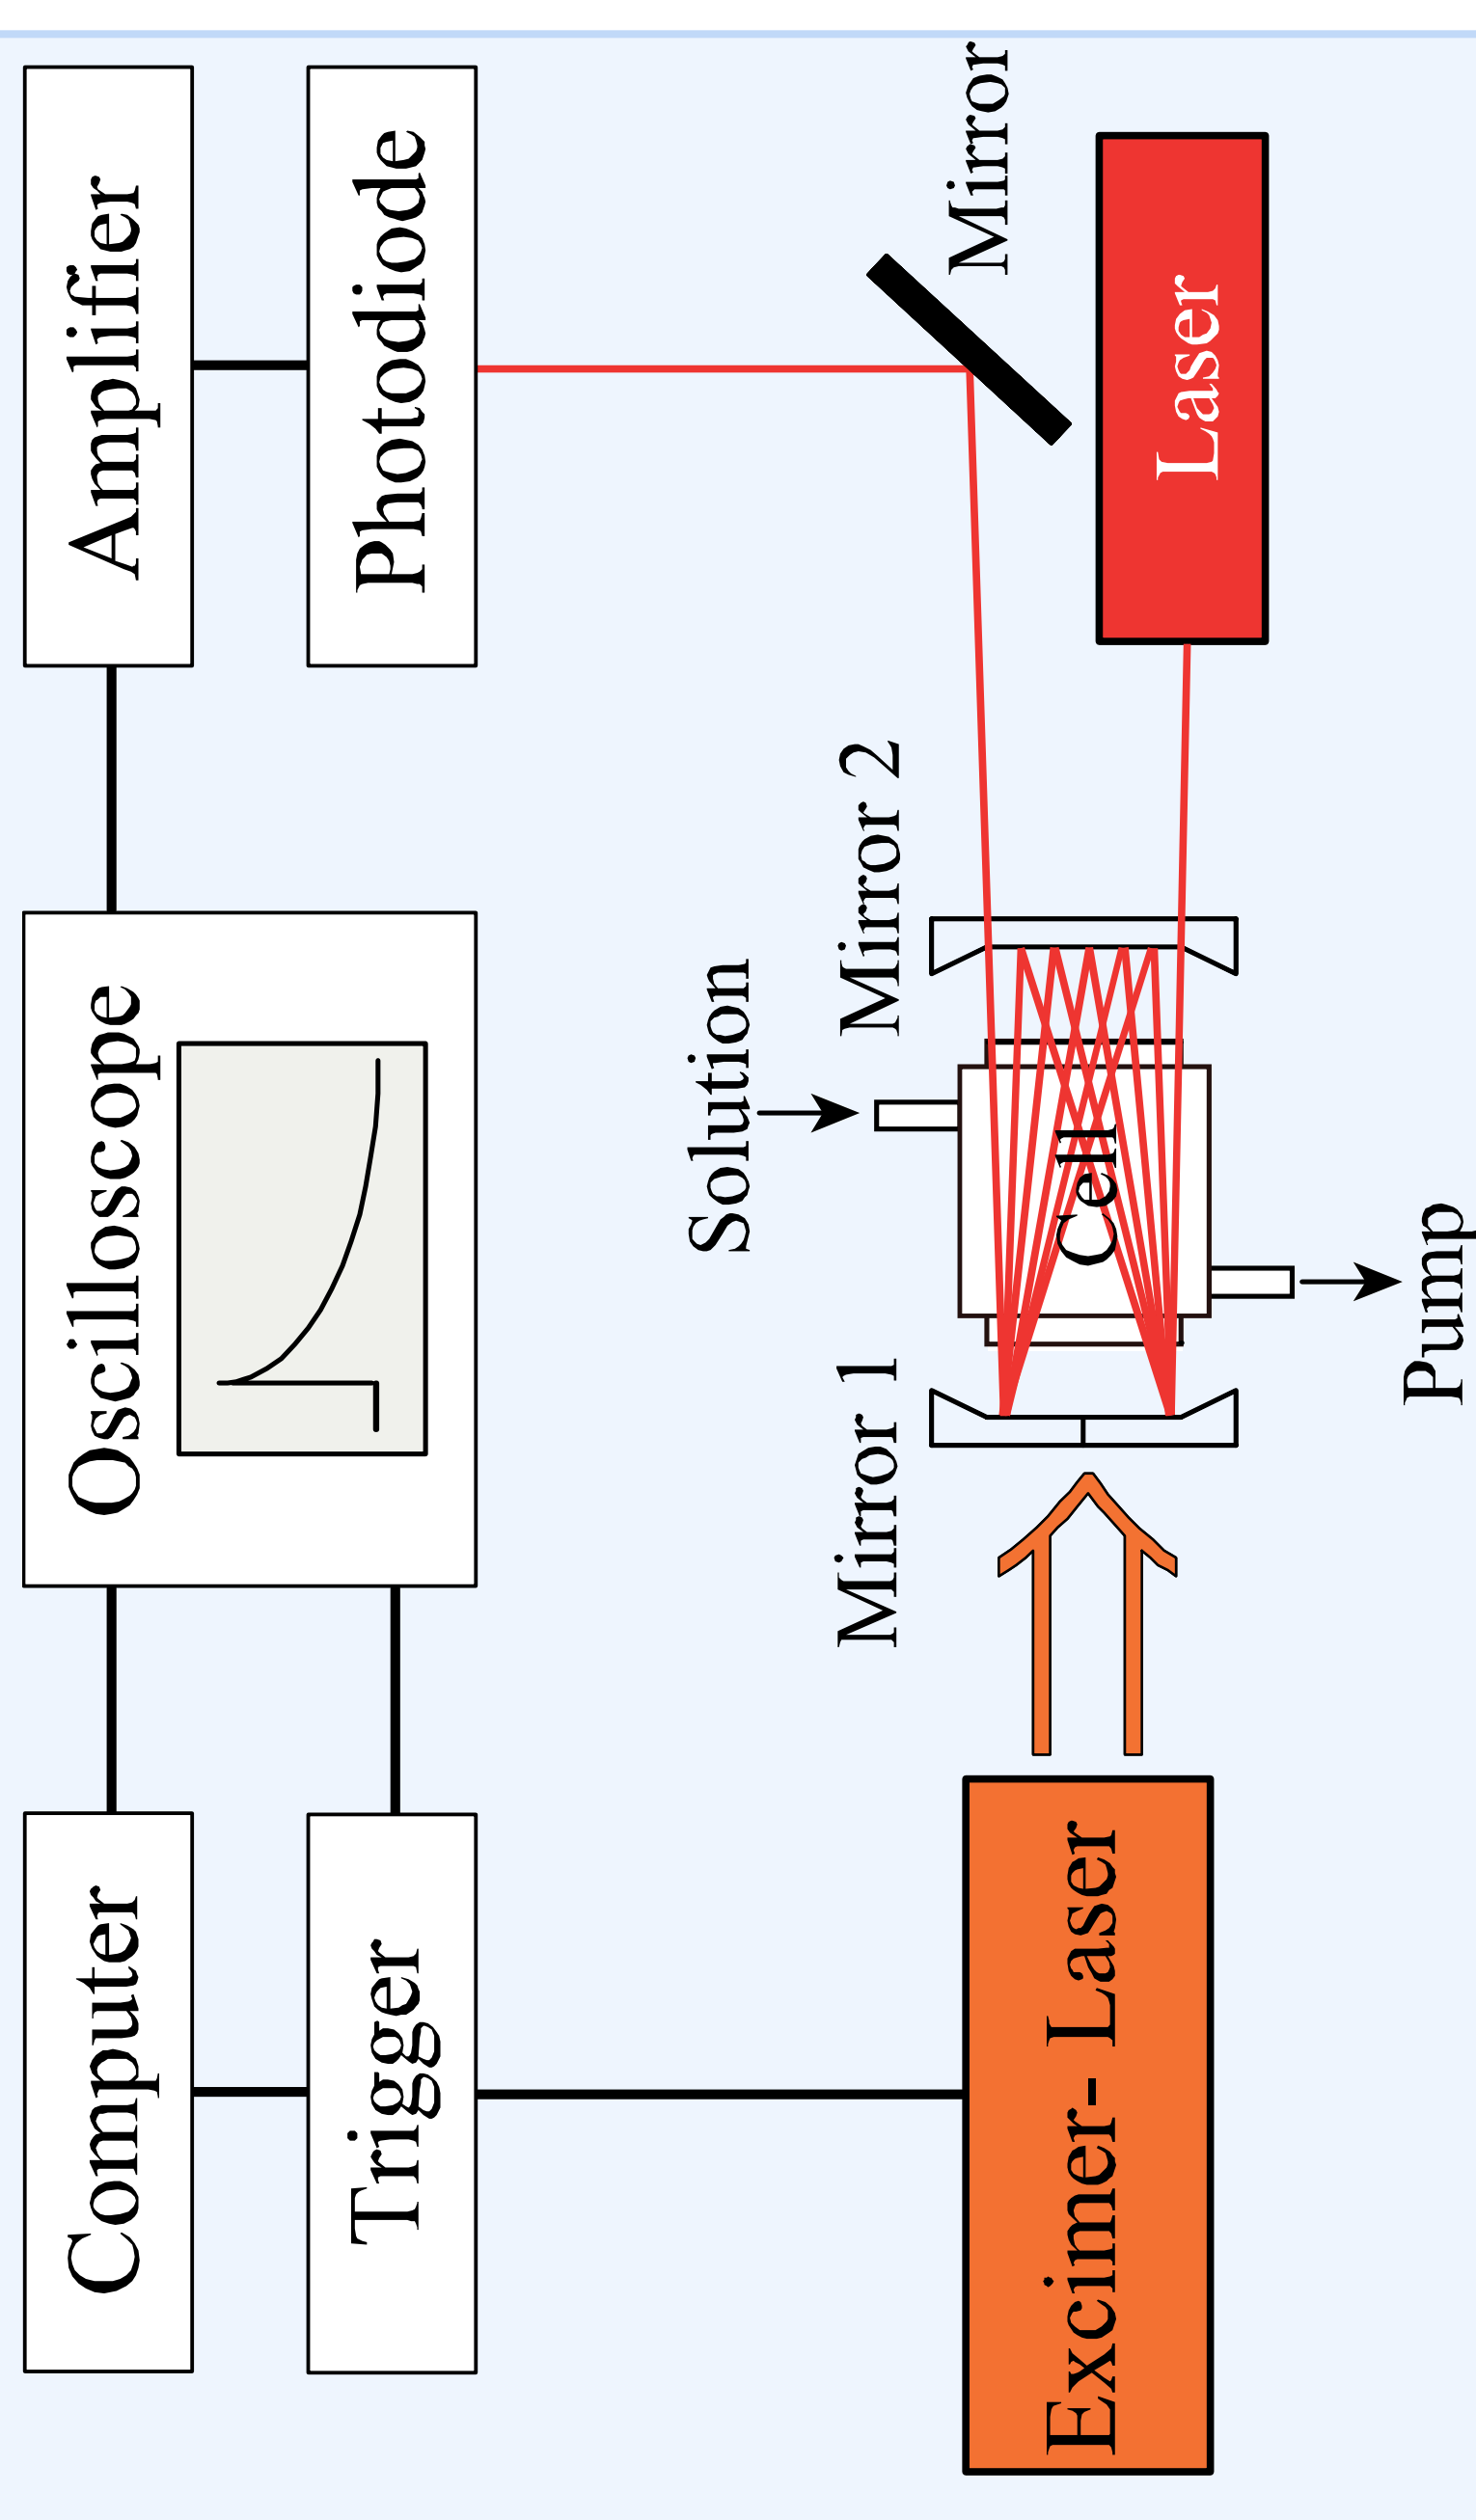 Computer
Oscilloscope
Amplifier
Trigger
Photodiode
Solution
Mirror 1
Mirror 2
Mirror
Excimer- Laser
Cell
Laser
Pump